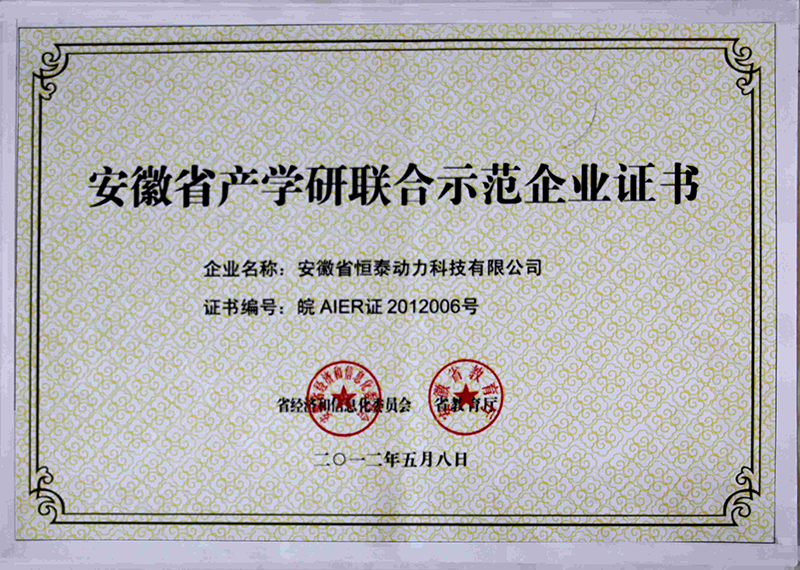 安徽省产学研联合示范企业证书
企业名称：安徽省恒泰动力科技有限公司
证书编号：皖 AIER证 2012006号
省经济和信息化委员会 省教育厅
二〇一二年五月八日